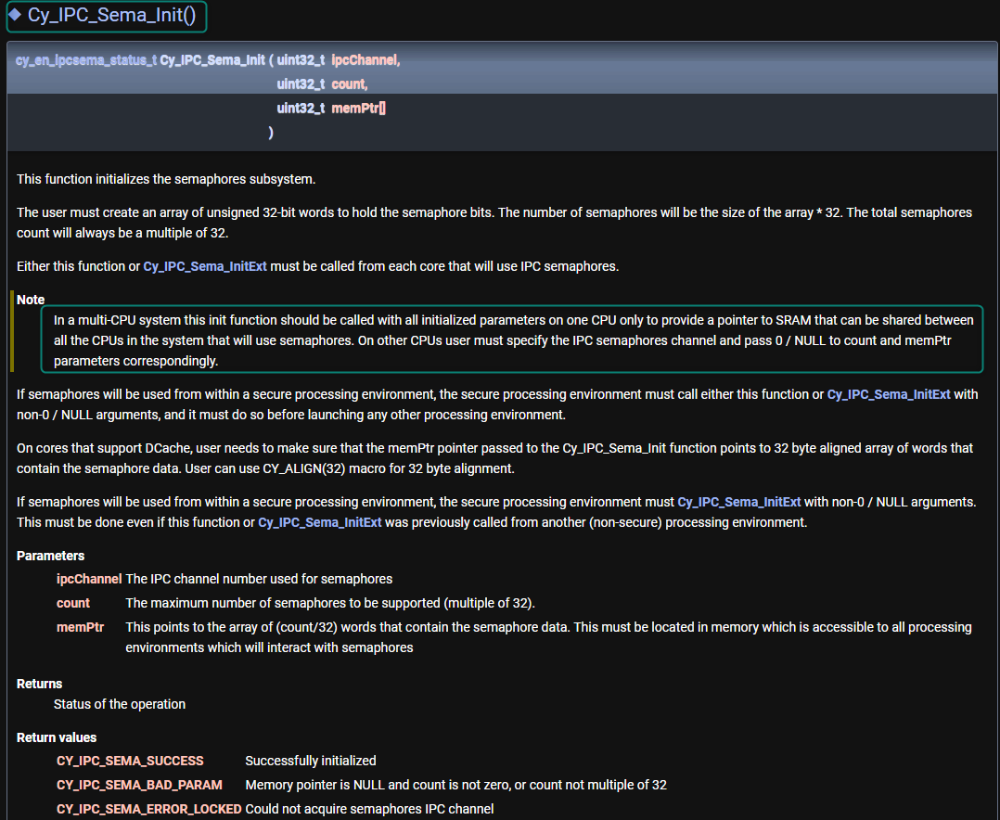 ◆ Cy_IPC_Sema_Init()
cy_en_ipcsema_status_t Cy_IPC_Sema_Init ( uint32_t ipcChannel,
uint32_t count,
uint32_t memPtr[]
)
This function initializes the semaphores subsystem.
The user must create an array of unsigned 32-bit words to hold the semaphore bits. The number of semaphores will be the size of the array * 32. The total semaphores
count will always be a multiple of 32.
Either this function or Cy_IPC_Sema_InitExt must be called from each core that will use IPC semaphores.
Note
In a multi-CPU system this init function should be called with all initialized parameters on one CPU only to provide a pointer to SRAM that can be shared between
all the CPUs in the system that will use semaphores. On other CPUs user must specify the IPC semaphores channel and pass 0 / NULL to count and memPtr
parameters correspondingly.
If semaphores will be used from within a secure processing environment, the secure processing environment must call either this function or Cy_IPC_Sema_InitExt with
non-0 / NULL arguments, and it must do so before launching any other processing environment.
On cores that support DCache, user needs to make sure that the memPtr pointer passed to the Cy_IPC_Sema_Init function points to 32 byte aligned array of words that
contain the semaphore data. User can use CY_ALIGN(32) macro for 32 byte alignment.
If semaphores will be used from within a secure processing environment, the secure processing environment must Cy_IPC_Sema_InitExt with non-0 / NULL arguments.
This must be done even if this function or Cy_IPC_Sema_InitExt was previously called from another (non-secure) processing environment.
Parameters
ipcChannel The IPC channel number used for semaphores
count The maximum number of semaphores to be supported (multiple of 32).
memPtr This points to the array of (count/32) words that contain the semaphore data. This must be located in memory which is accessible to all processing
environments which will interact with semaphores
Returns
Status of the operation
Return values
CY_IPC_SEMA_SUCCESS Successfully initialized
CY_IPC_SEMA_BAD_PARAM Memory pointer is NULL and count is not zero, or count not multiple of 32
CY_IPC_SEMA_ERROR_LOCKED Could not acquire semaphores IPC channel